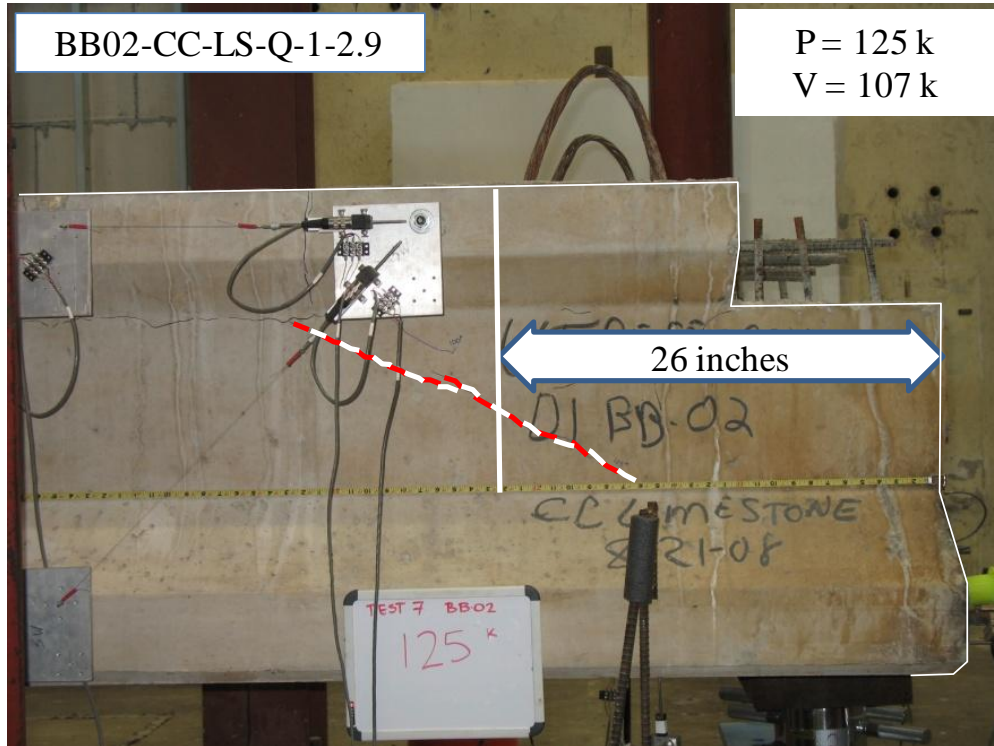 BB02-CC-LS-Q-1-2.9
P = 125 k
V = 107 k
26 inches
DI BB-02
CC LIMESTONE
8-21-08
TEST 7 BB-02
125 K